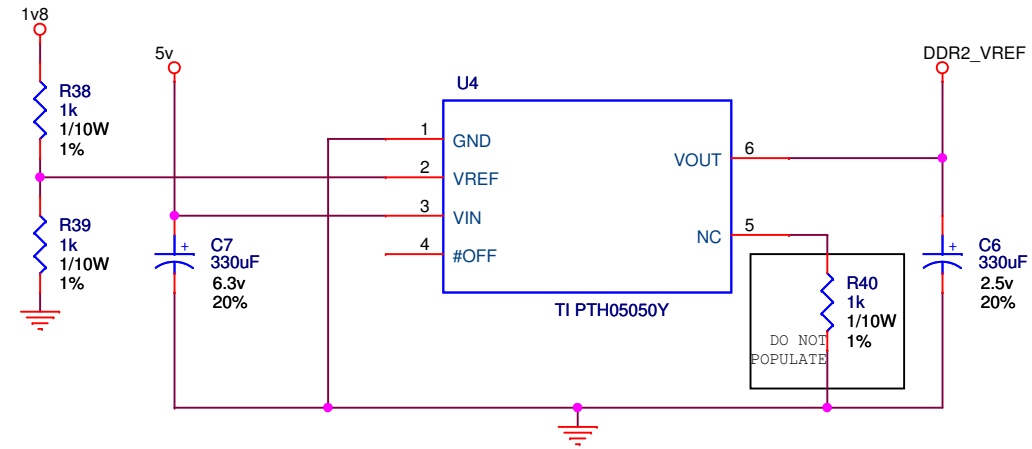 1v8
R38
1k
1/10W
1%
R39
1k
1/10W
1%
5v
C7
330uF
6.3v
20%
U4
1
GND
2
VREF
3
VIN
4
#OFF
VOUT
6
NC
5
TI PTH05050Y
R40
1k
1/10W
1%
DO NOT
POPULATE
DDR2_VREF
C6
330uF
2.5v
20%
+
+